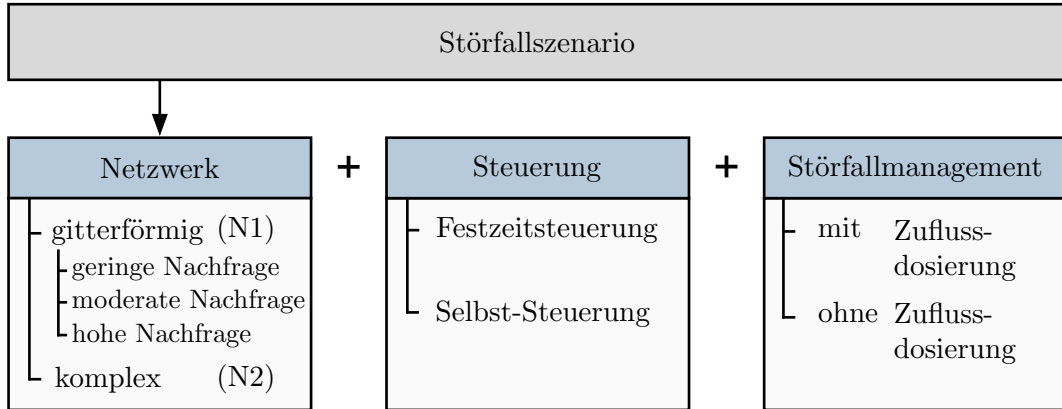 Störfallszenario
Netzwerk
+
Steuerung
+
Störfallmanagement
gitterförmig (N1)
geringe Nachfrage
moderate Nachfrage
hohe Nachfrage
komplex (N2)
Festzeitsteuerung
Selbst-Steuerung
mit Zufluss-
dosierung
ohne Zufluss-
dosierung